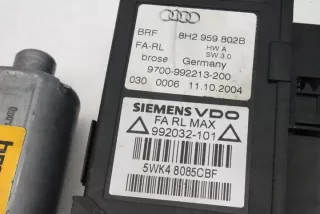 Audi
BRF 8H2 959 802B
FA-RL HW A
SW 3.0
brose Germany
9700-992213-200
030 0006 11.10.2004
SIEMENS VDO
FA RL MAX
992032-101
5WK4 8085CBF